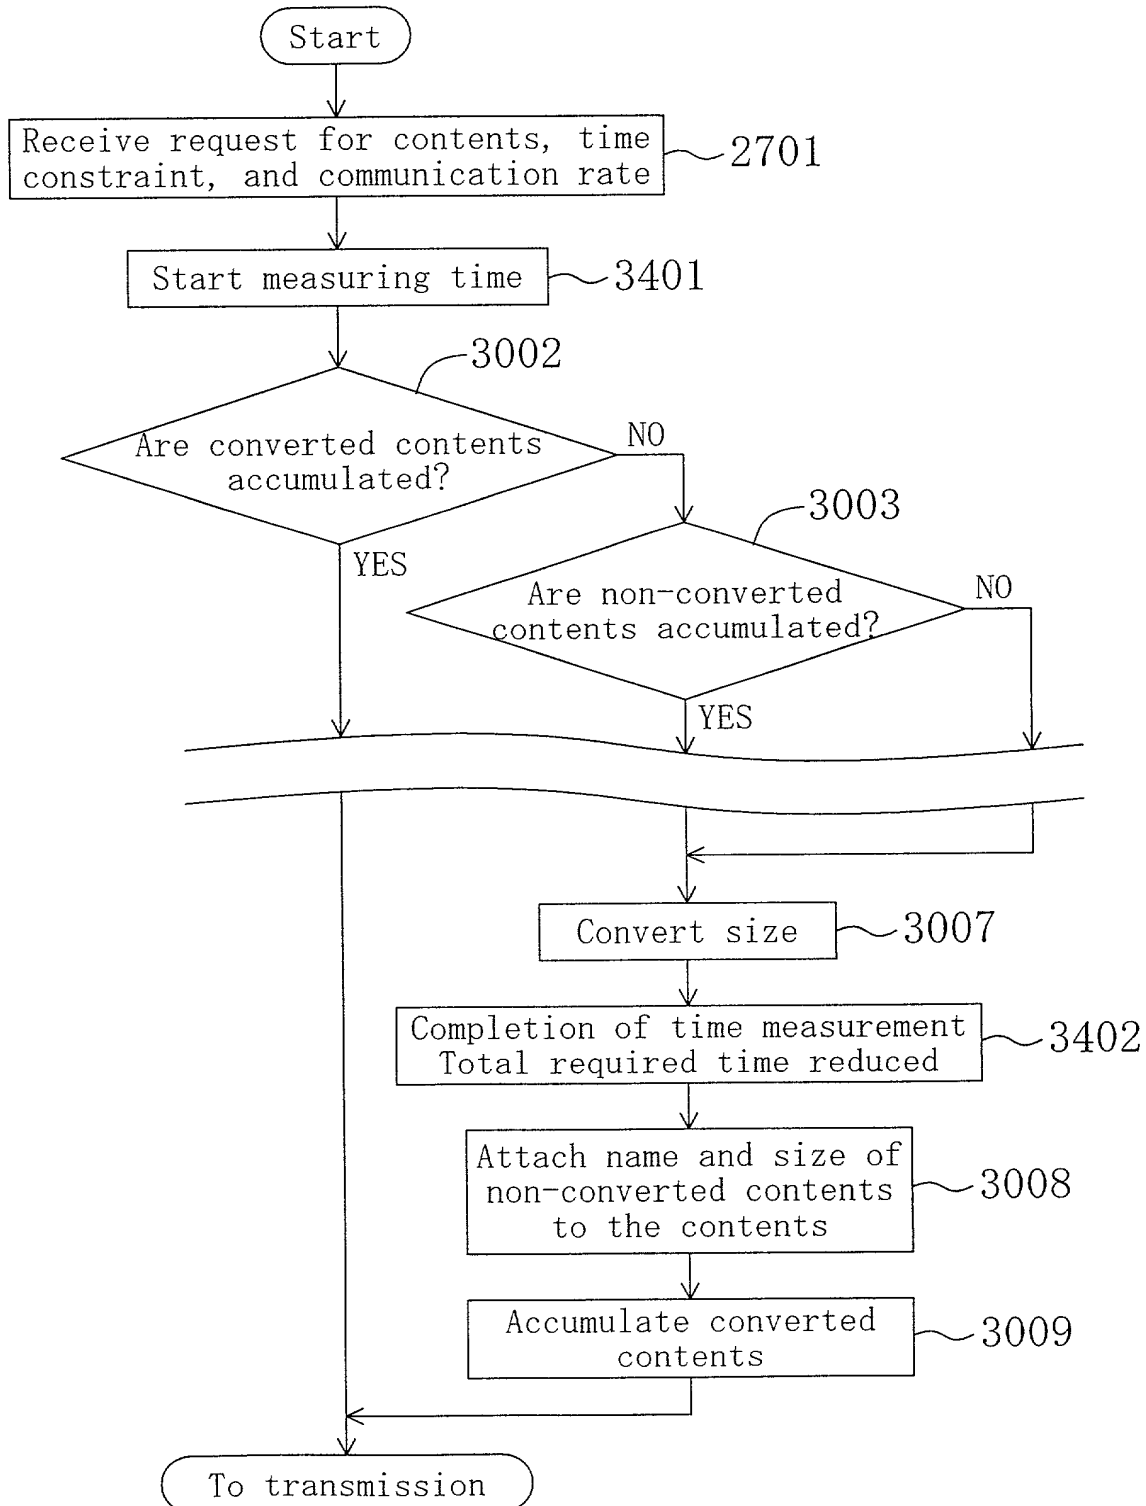 Start
Receive request for contents, time
constraint, and communication rate
2701
Start measuring time
3401
3002
Are converted contents
accumulated?
NO
YES
3003
Are non-converted
contents accumulated?
NO
YES
Convert size
3007
Completion of time measurement
Total required time reduced
3402
Attach name and size of
non-converted contents
to the contents
3008
Accumulate converted
contents
3009
To transmission